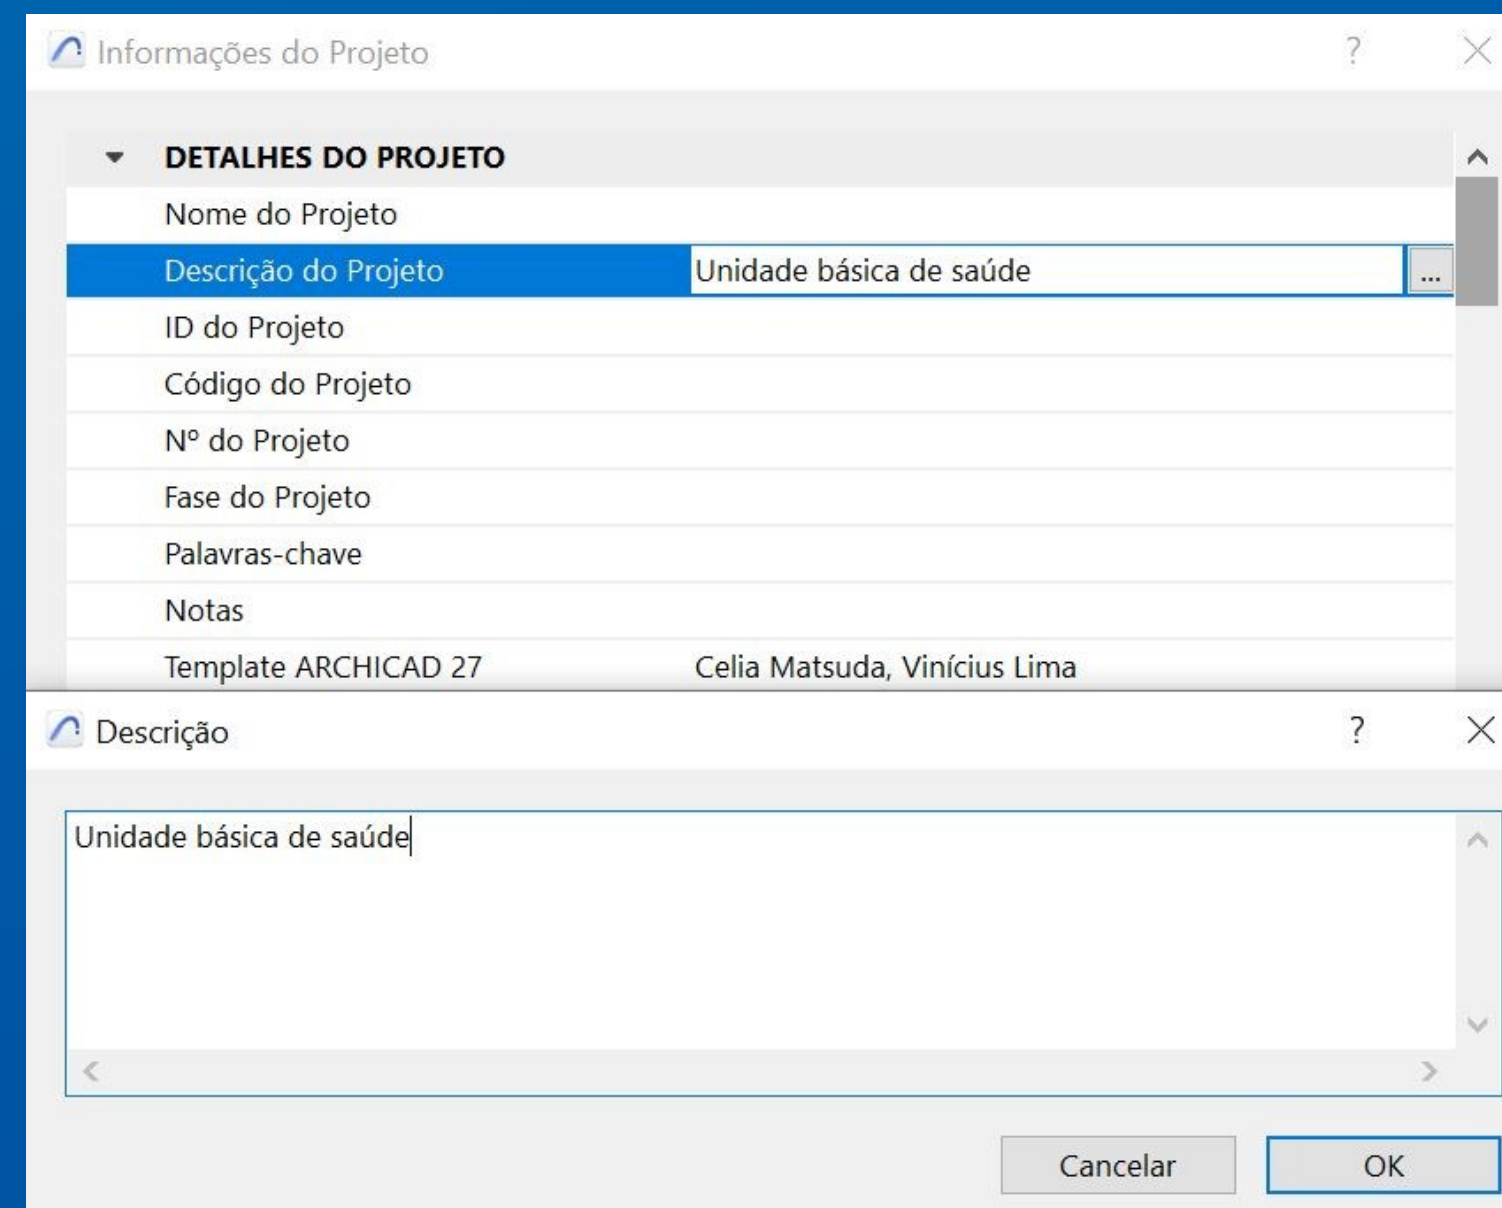 Informações do Projeto ?
DETALHES DO PROJETO
Nome do Projeto
Descrição do Projeto Unidade básica de saúde ...
ID do Projeto
Código do Projeto
Nº do Projeto
Fase do Projeto
Palavras-chave
Notas
Template ARCHICAD 27 Celia Matsuda, Vinícius Lima
Descrição ?
Unidade básica de saúde
Cancelar OK